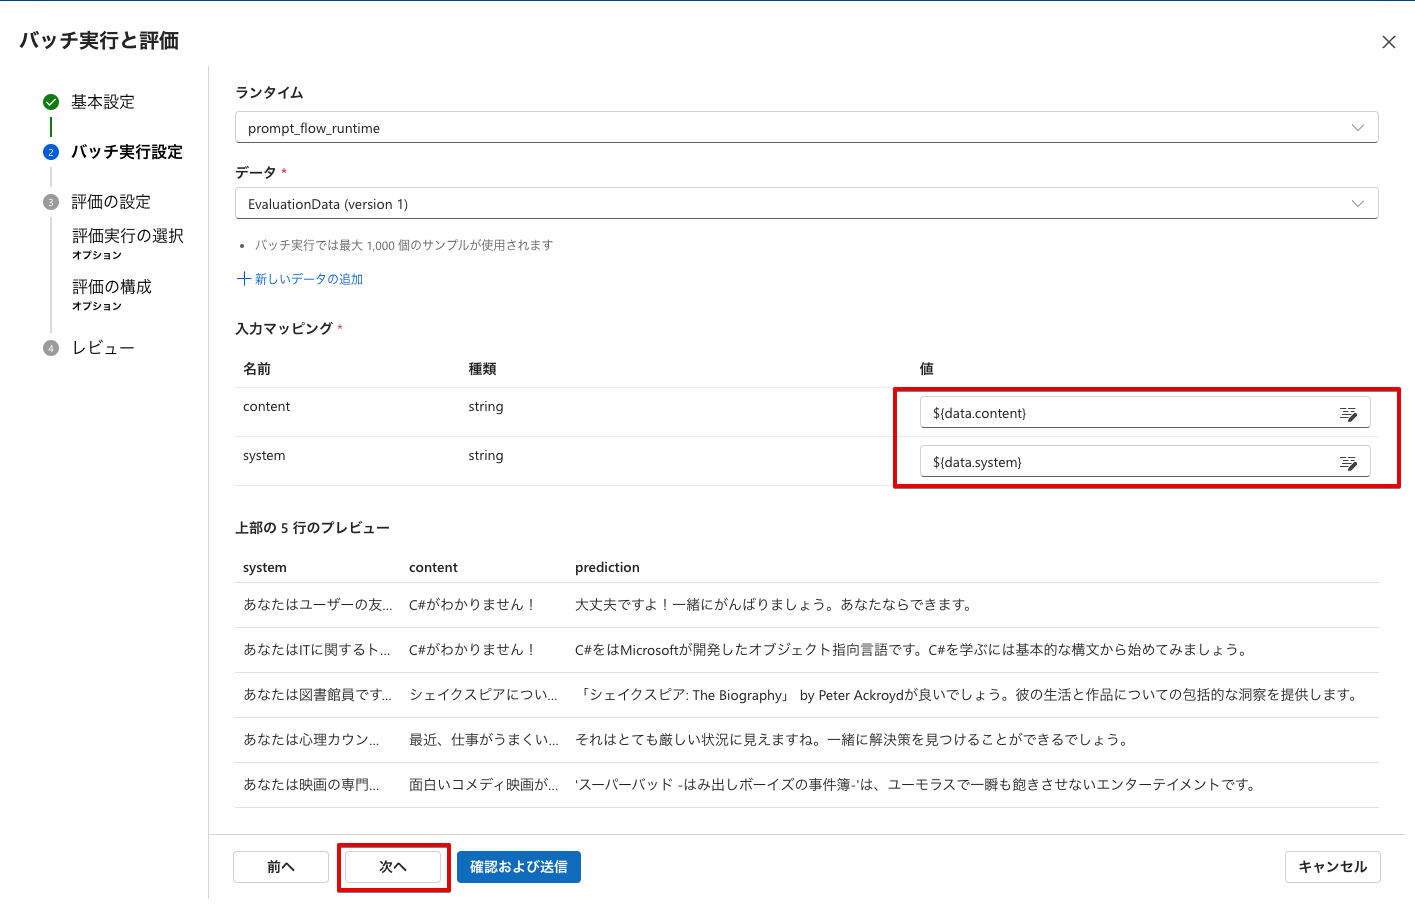 バッチ実行と評価
基本設定
2 バッチ実行設定
3 評価の設定
評価実行の選択
オプション
評価の構成
オプション
4 レビュー
ランタイム
prompt_flow_runtime
データ *
EvaluationData (version 1)
• バッチ実行では最大 1,000 個のサンプルが使用されます
新しいデータの追加
入力マッピング *
名前 種類 値
content string ${data.content}
system string ${data.system}
上部の 5 行のプレビュー
system content prediction
あなたはユーザーの友... C#がわかりません！ 大丈夫ですよ！一緒にがんばりましょう。あなたならできます。
あなたはITに関するト... C#がわかりません！ C#をはMicrosoftが開発したオブジェクト指向言語です。C#を学ぶには基本的な構文から始めてみましょう。
あなたは図書館員です... シェイクスピアについ... 「シェイクスピア: The Biography」 by Peter Ackroydが良いでしょう。彼の生活と作品についての包括的な洞察を提供します。
あなたは心理カウン... 最近、仕事がうまくい... それはとても厳しい状況に見えますね。一緒に解決策を見つけることができるでしょう。
あなたは映画の専門... 面白いコメディ映画が... 'スーパーバッド -はみ出しボーイズの事件簿-'は、ユーモラスで一瞬も飽きさせないエンターテイメントです。
前へ 次へ 確認および送信 キャンセル